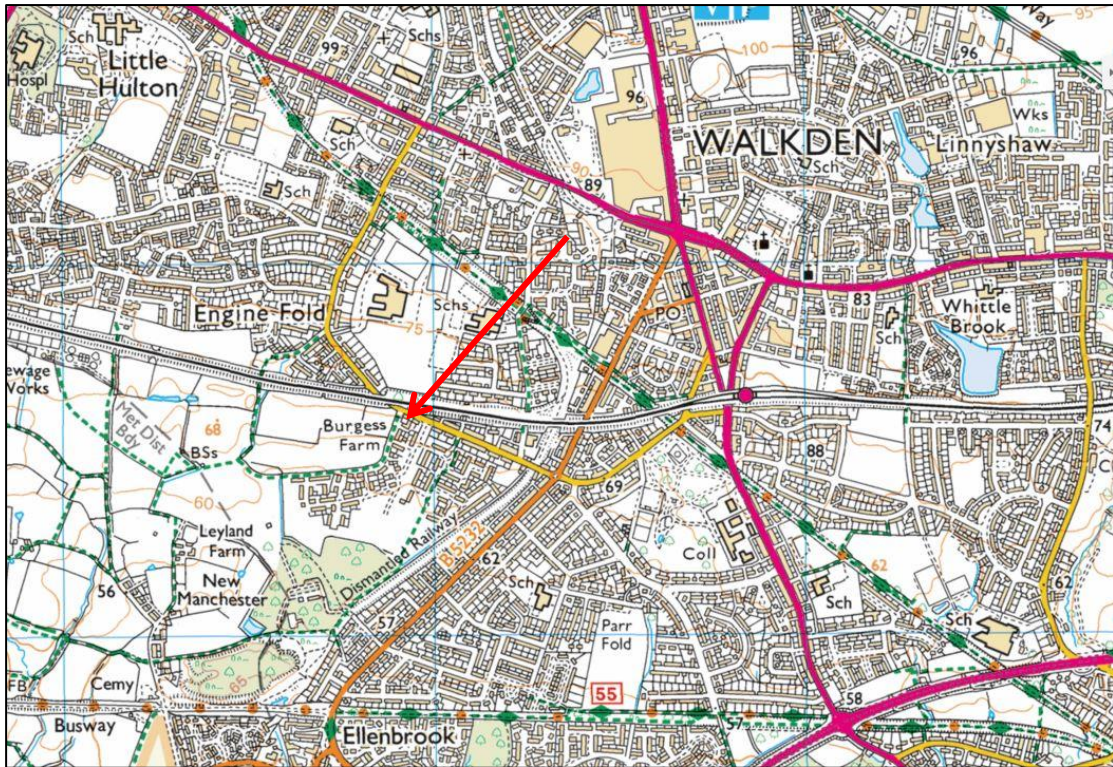 Sch
Little
Hulton
Hospl
99
Schs
96
100
95
96
Way
WALKDEN
Linnyshaw
Wks
Sch
Sch
Sch
90
89
Engine Fold
75
Schs
PO
83
Whittle
Brook
Sch
ewage
Works
Met Dist
Bdy
68
BSs
Burgess
Farm
74
88
69
60
Leyland
Farm
New
Manchester
Dismantled Railway
B5232
62
Coll
62
62
56
57
Sch
Sch
Sch
Parr
Fold
65
55
58
57
FB
Cemy
Busway
Ellenbrook